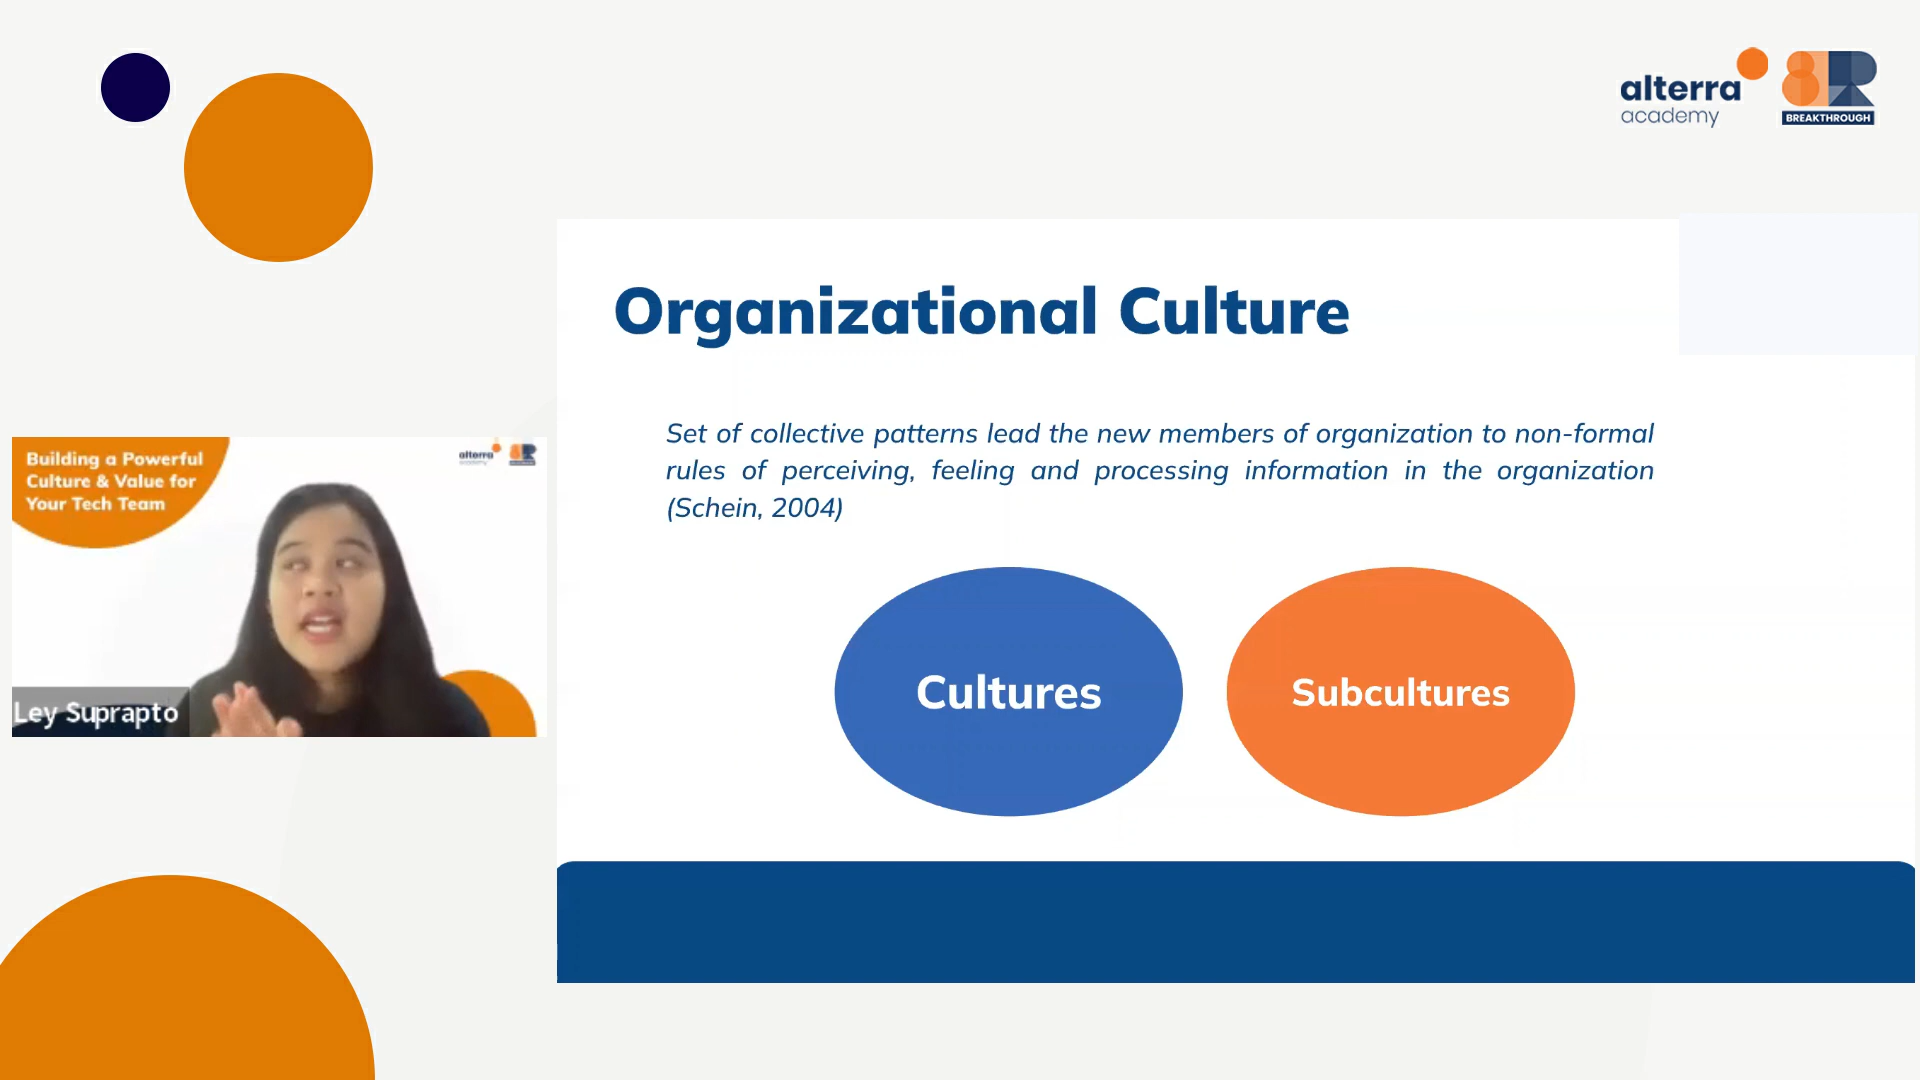 alterra
academy
BREAKTHROUGH
Organizational Culture
Set of collective patterns lead the new members of organization to non-formal
rules of perceiving, feeling and processing information in the organization
(Schein, 2004)
Cultures
Subcultures
Building a Powerful
Culture & Value for
Your Tech Team
alterra
Ley Suprapto